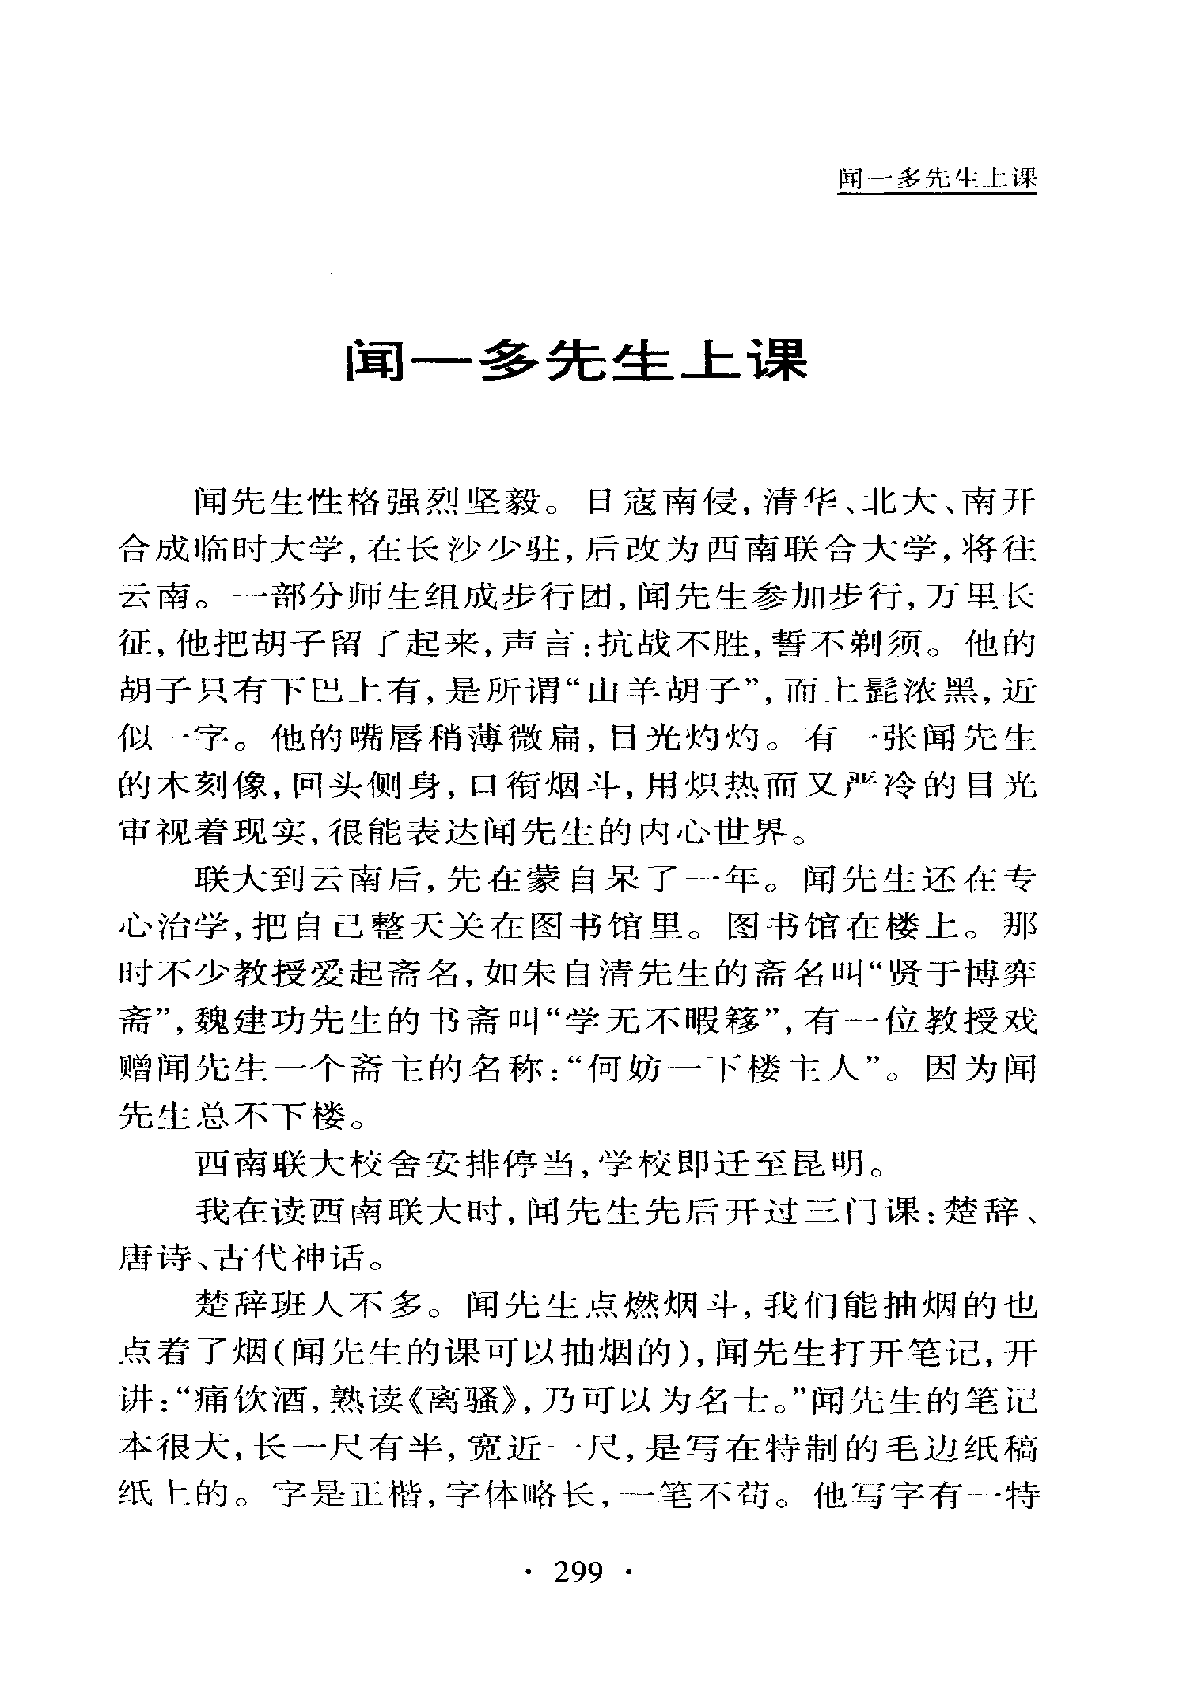 闻一多先生上课
闻一多先生上课
闻先生性格强烈坚毅。日寇南侵,清华、北大、南开
合成临时大学,在长沙少驻,后改为西南联合大学,将往
云南。一部分师生组成步行团,闻先生参加步行,万里长
征,他把胡子留了起来,声言:抗战不胜,誓不剃须。他的
胡子只有下巴上有,是所谓“山羊胡子”,而上髭浓黑,近
似一字。他的嘴唇稍薄微扁,目光灼灼。有一张闻先生
的木刻像,回头侧身,口衔烟斗,用炽热而又严冷的目光
审视着现实,很能表达闻先生的内心世界。
联大到云南后,先在蒙自呆了一年。闻先生还在专
心治学,把自己整天关在图书馆里。图书馆在楼上。那
时不少教授爱起斋名,如朱自清先生的斋名叫“贤于博弈
斋”,魏建功先生的书斋叫“学无不暇簃”,有一位教授戏
赠闻先生一个斋主的名称:“何妨一下楼主人”。因为闻
先生总不下楼。
西南联大校舍安排停当,学校即迁至昆明。
我在读西南联大时,闻先生先后开过三门课:楚辞、
唐诗、古代神话。
楚辞班人不多。闻先生点燃烟斗,我们能抽烟的也
点着了烟(闻先生的课可以抽烟的),闻先生打开笔记,开
讲:“痛饮酒,熟读《离骚》,乃可以为名士。”闻先生的笔记
本很大,长一尺有半,宽近一尺,是写在特制的毛边纸稿
纸上的。字是正楷,字体略长,一笔不苟。他写字有一特
· 299 ·